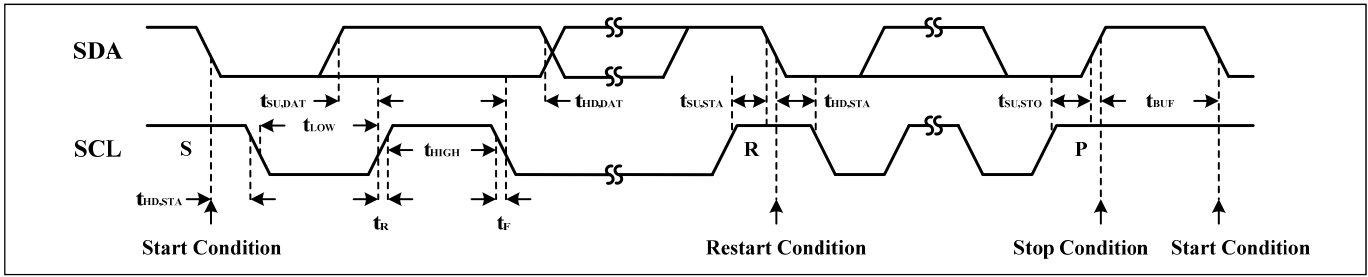 SDA
tSU,DAT
tHD,DAT
tSU,STA
tHD,STA
tSU,STO
tBUF
tLOW
SCL
S
tHIGH
R
P
tHD,STA
tR
tF
Start Condition
Restart Condition
Stop Condition
Start Condition